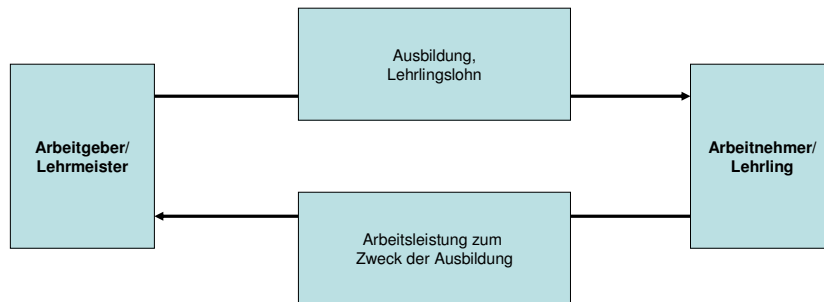 Ausbildung,
Lehrlingslohn
Arbeitgeber/
Lehrmeister
Arbeitnehmer/
Lehrling
Arbeitsleistung zum
Zweck der Ausbildung